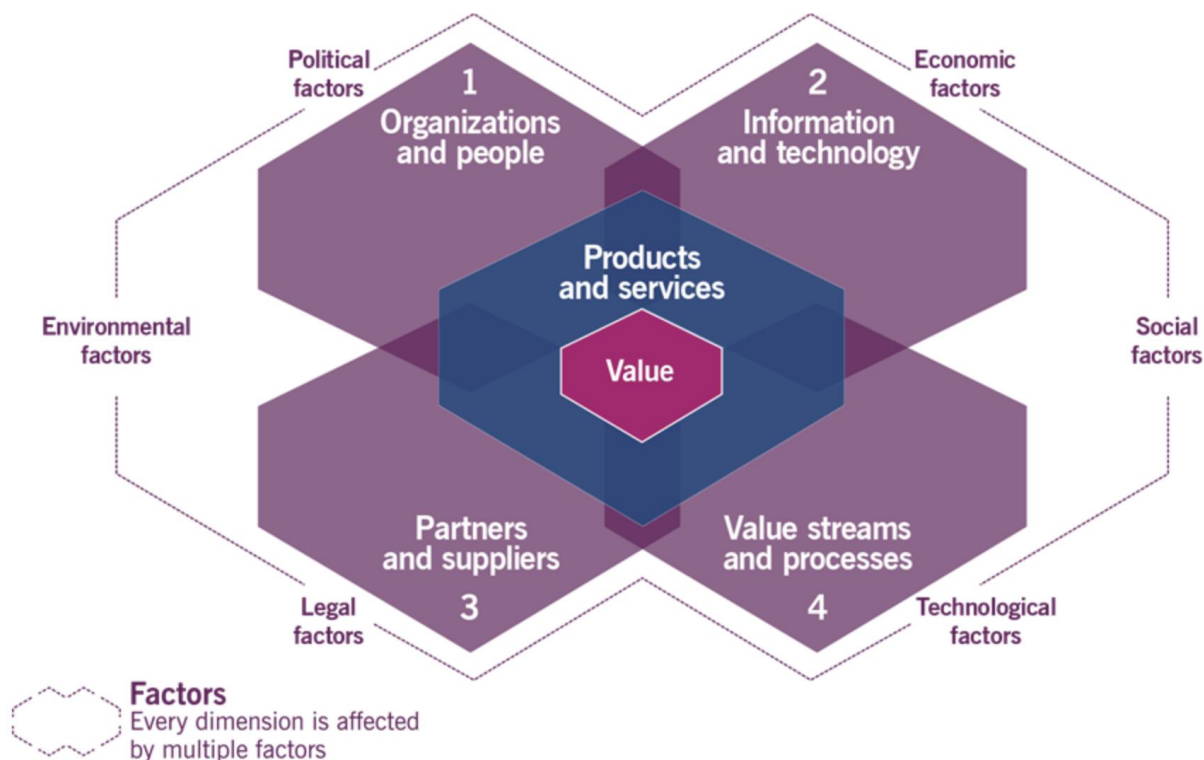 Political
factors
Economic
factors
1
Organizations
and people
2
Information
and technology
Products
and services
Environmental
factors
Value
Social
factors
Partners
and suppliers
3
Value streams
and processes
4
Legal
factors
Technological
factors
Factors
Every dimension is affected
by multiple factors